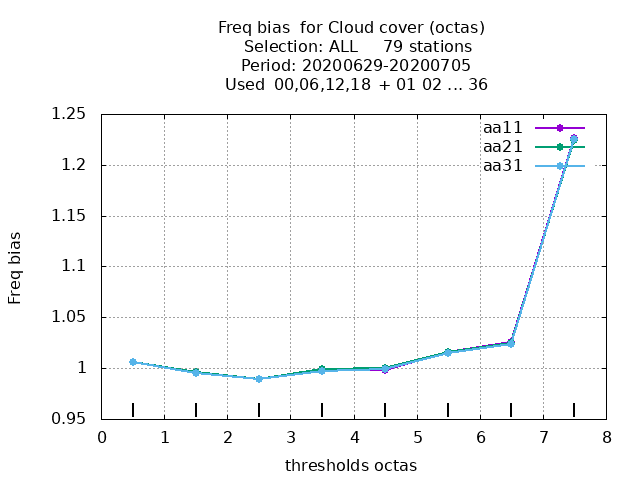 Freq bias  for Cloud cover (octas)
Selection: ALL     79 stations
Period: 20200629-20200705
Used  00,06,12,18  + 01 02 ... 36
1.25
1.2
1.15
1.1
1.05
1
0.95
Freq bias
aa11
aa21
aa31
0 1 2 3 4 5 6 7 8
thresholds octas